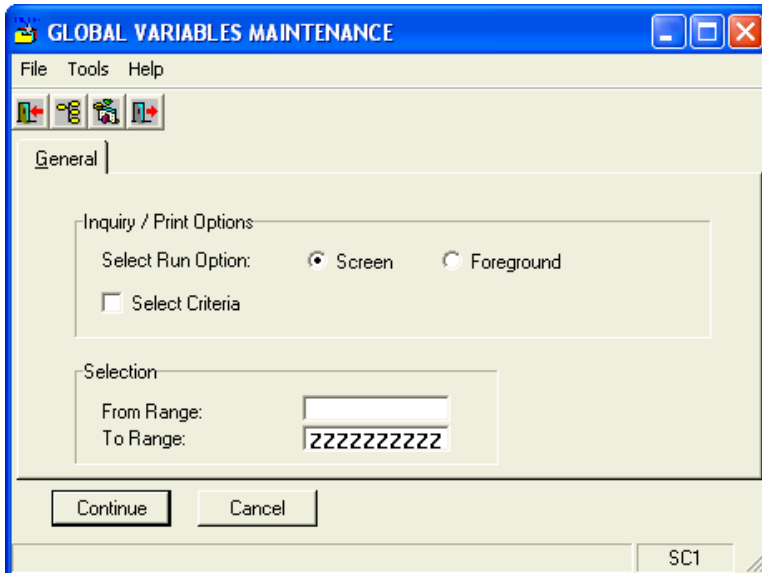 GLOBAL VARIABLES MAINTENANCE
File Tools Help
General
Inquiry / Print Options
Select Run Option: Screen Foreground
Select Criteria
Selection
From Range:
To Range: ZZZZZZZZZZ
Continue Cancel
SC1